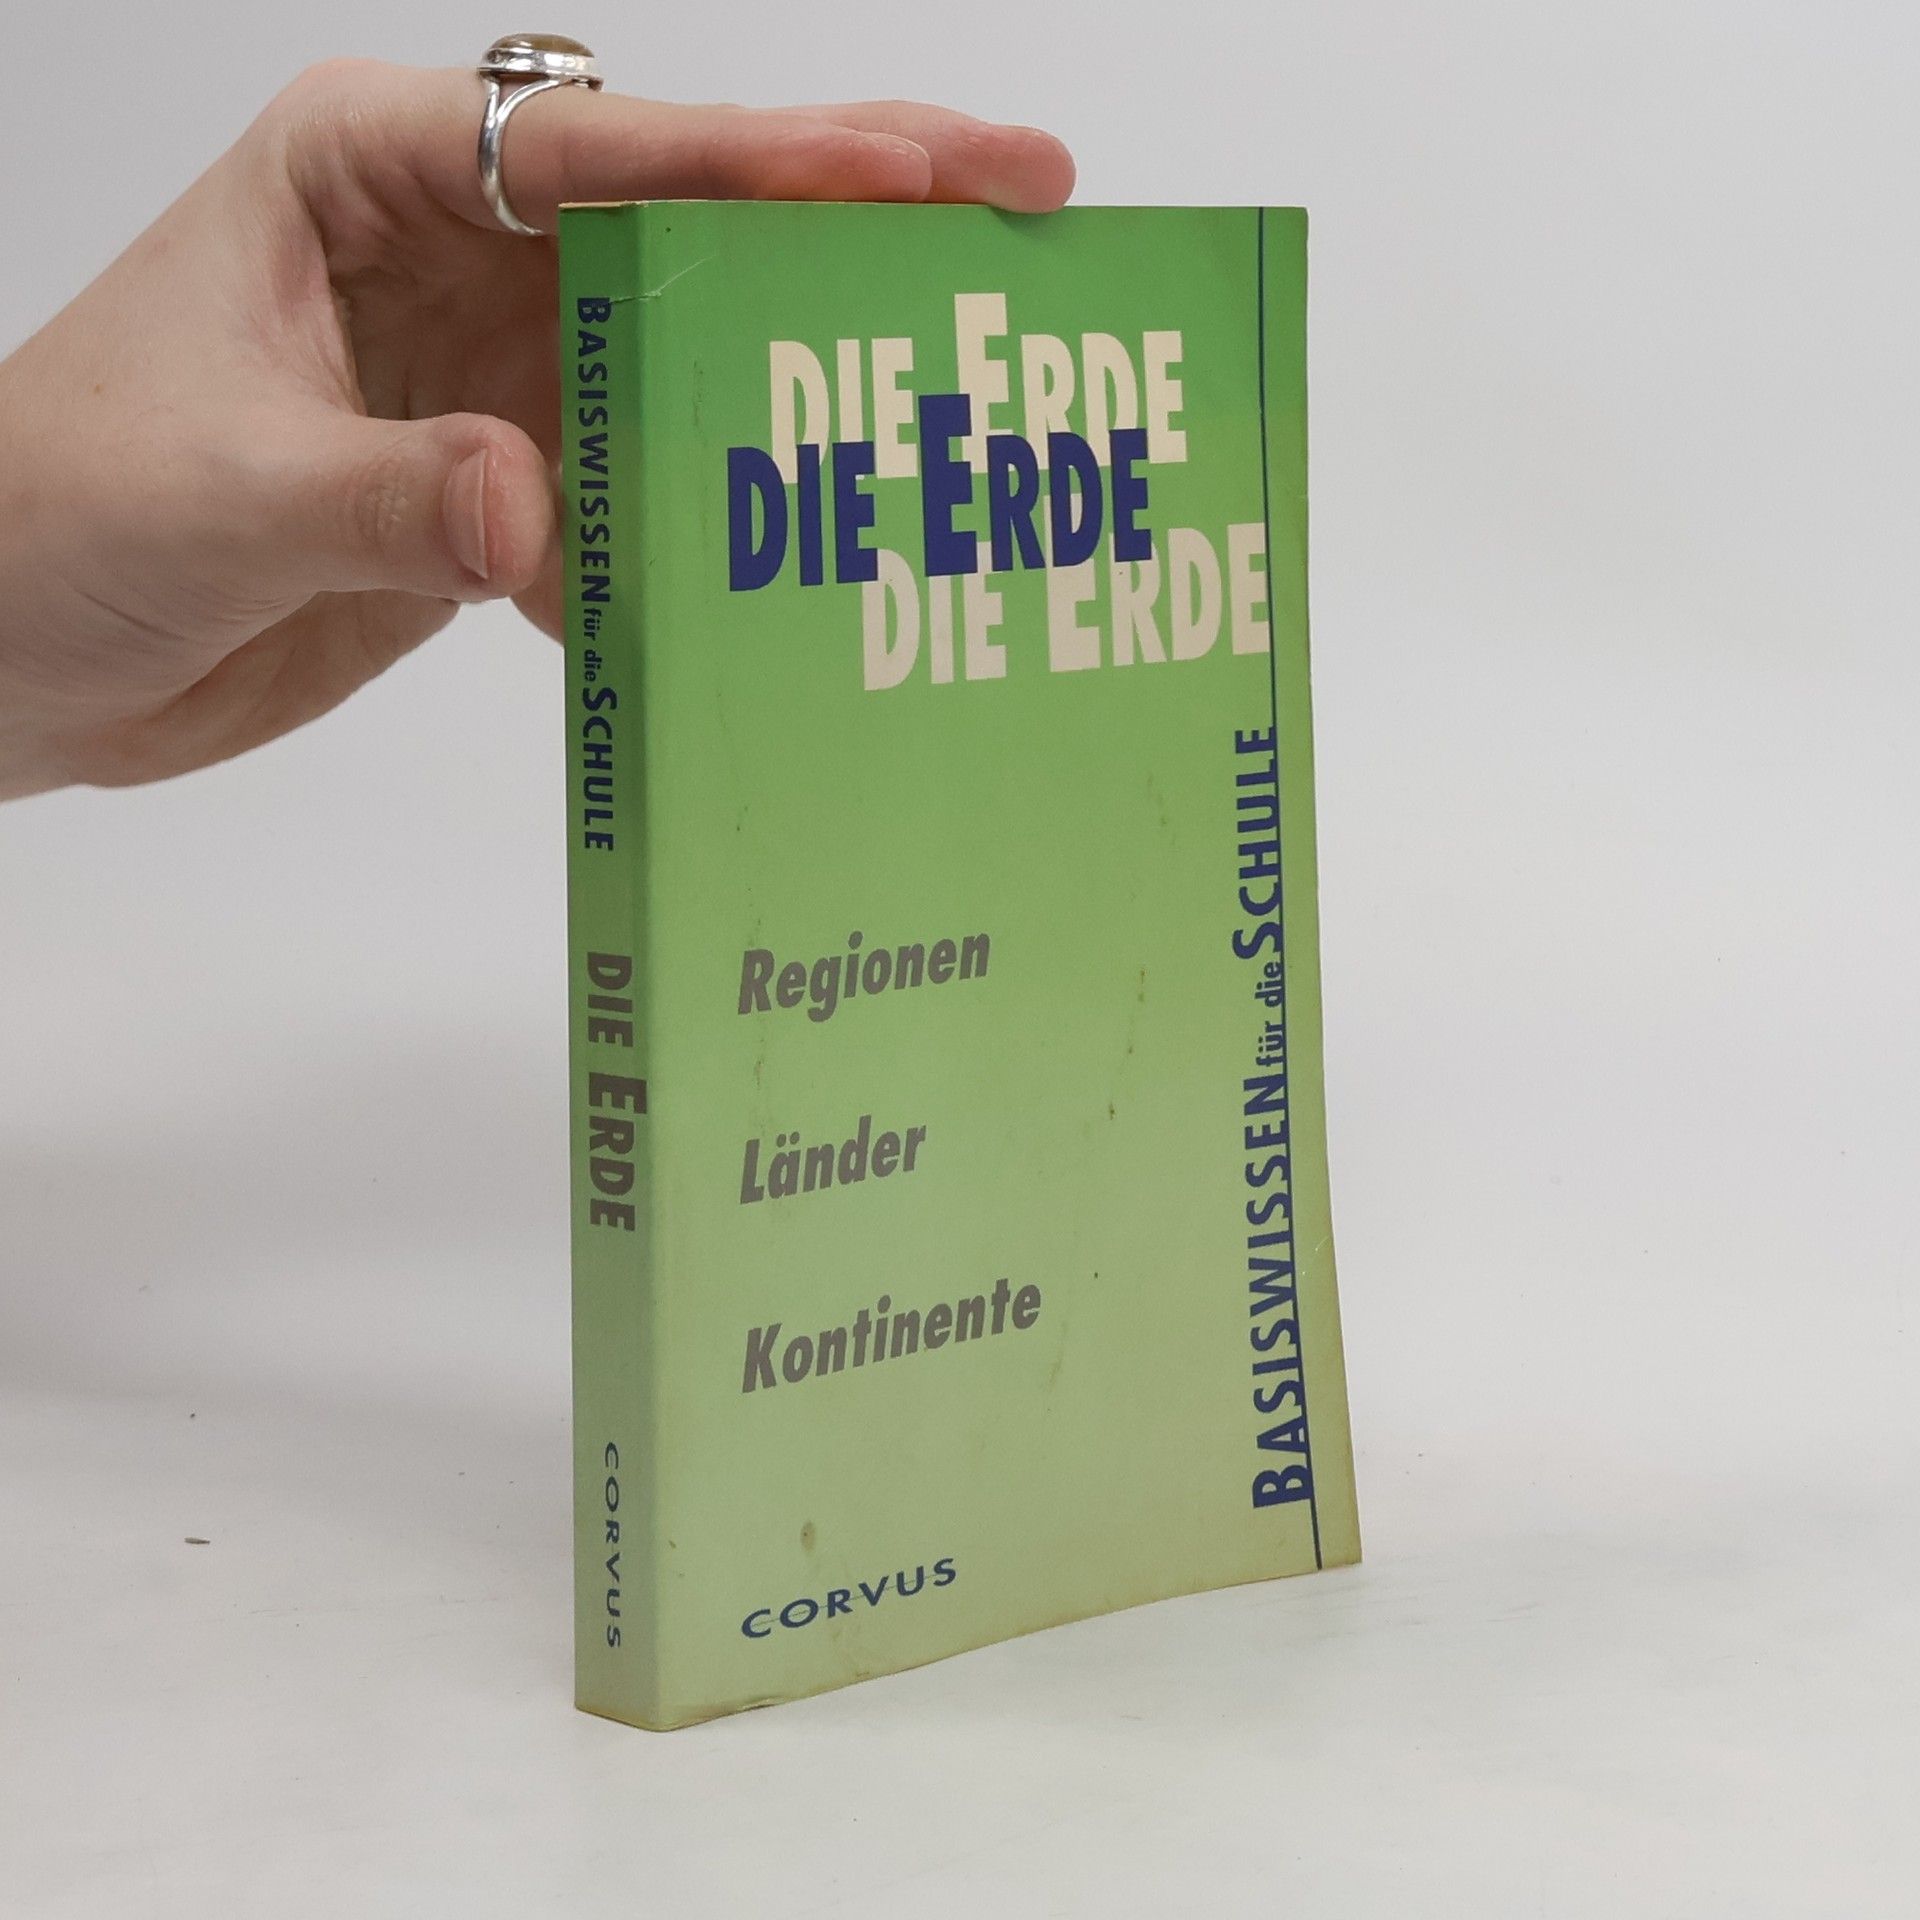 BASISWISSEN für die SCHULE
DIE ERDE
CORVUS
DIE ERDE
DIE ERDE
DIE ERDE
Regionen
Länder
Kontinente
CORVUS
BASISWISSEN für die SCHULE